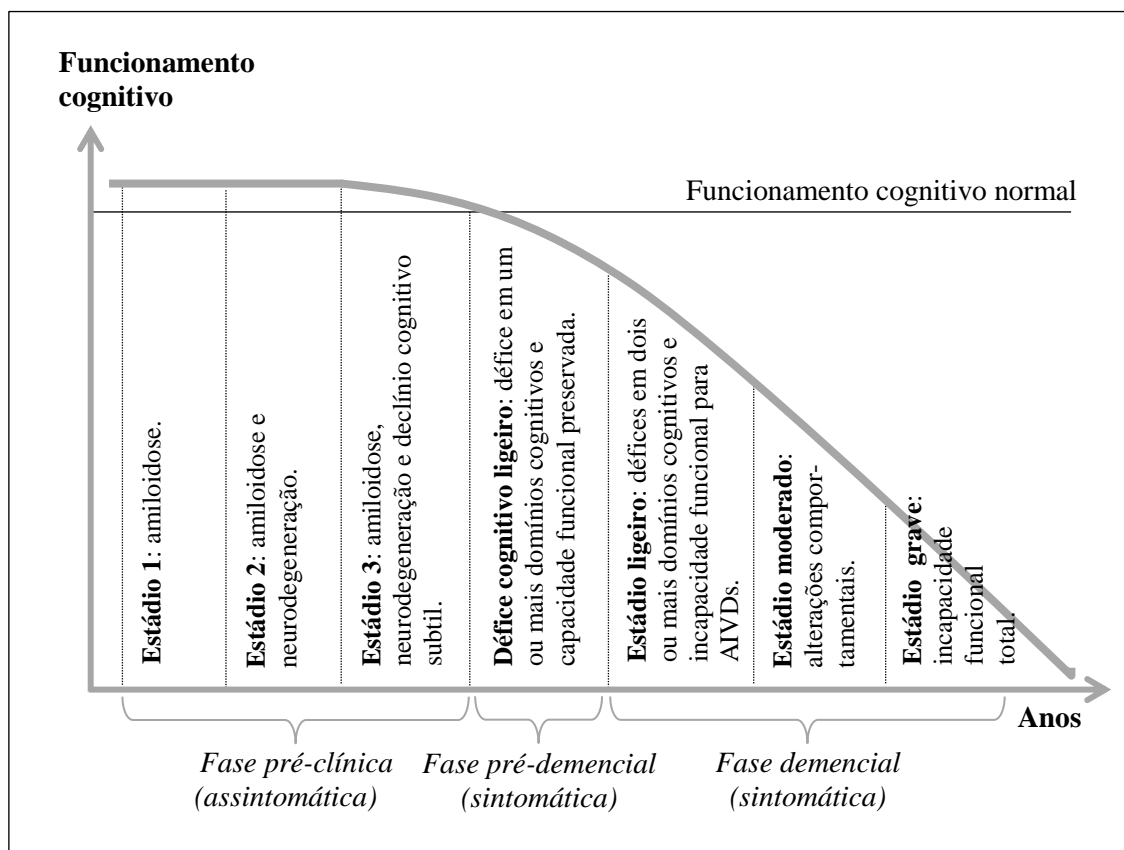 Funcionamento
cognitivo
Funcionamento cognitivo normal
Estádio 1: amiloidose.
Estádio 2: amiloidose e
neurodegeneração.
Estádio 3: amiloidose,
neurodegeneração e declínio cognitivo
subtil.
Défice cognitivo ligeiro: défice em um
ou mais domínios cognitivos e
capacidade funcional preservada.
Estádio ligeiro: défices em dois
ou mais domínios cognitivos e
incapacidade funcional para
AIVDs.
Estádio moderado:
alterações compor-
tamentais.
Estádio grave:
incapacidade
funcional
total.
Anos
Fase pré-clínica
(assintomática)
Fase pré-demencial
(sintomática)
Fase demencial
(sintomática)